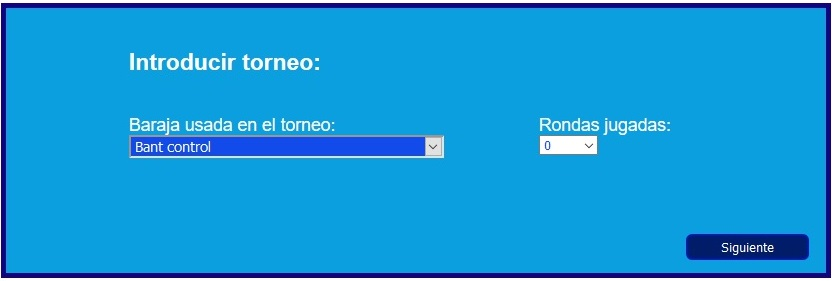 Introducir torneo:
Baraja usada en el torneo:
Rondas jugadas:
Bant control
0
Siguiente